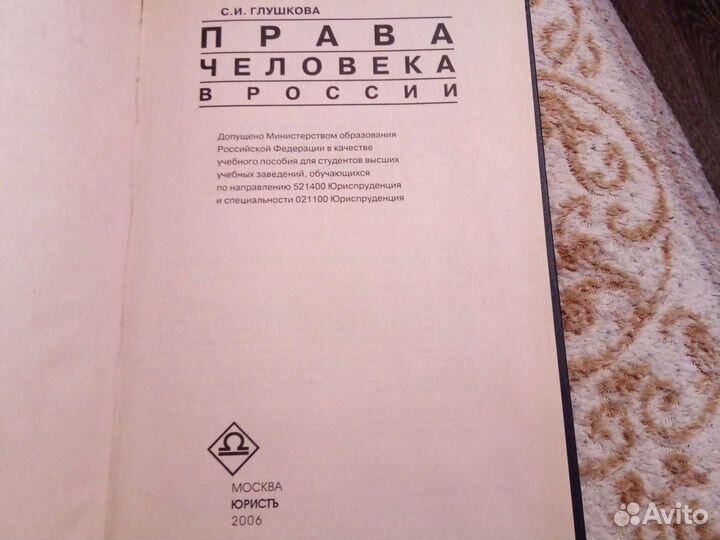 С.И. ГЛУШКОВА
ПРАВА
ЧЕЛОВЕКА
В РОССИИ
Допущено Министерством образования
Российской Федерации в качестве
учебного пособия для студентов высших
учебных заведений, обучающихся
по направлению 521400 Юриспруденция
и специальности 021100 Юриспруденция
МОСКВА
ЮРИСТЪ
2006
Avito